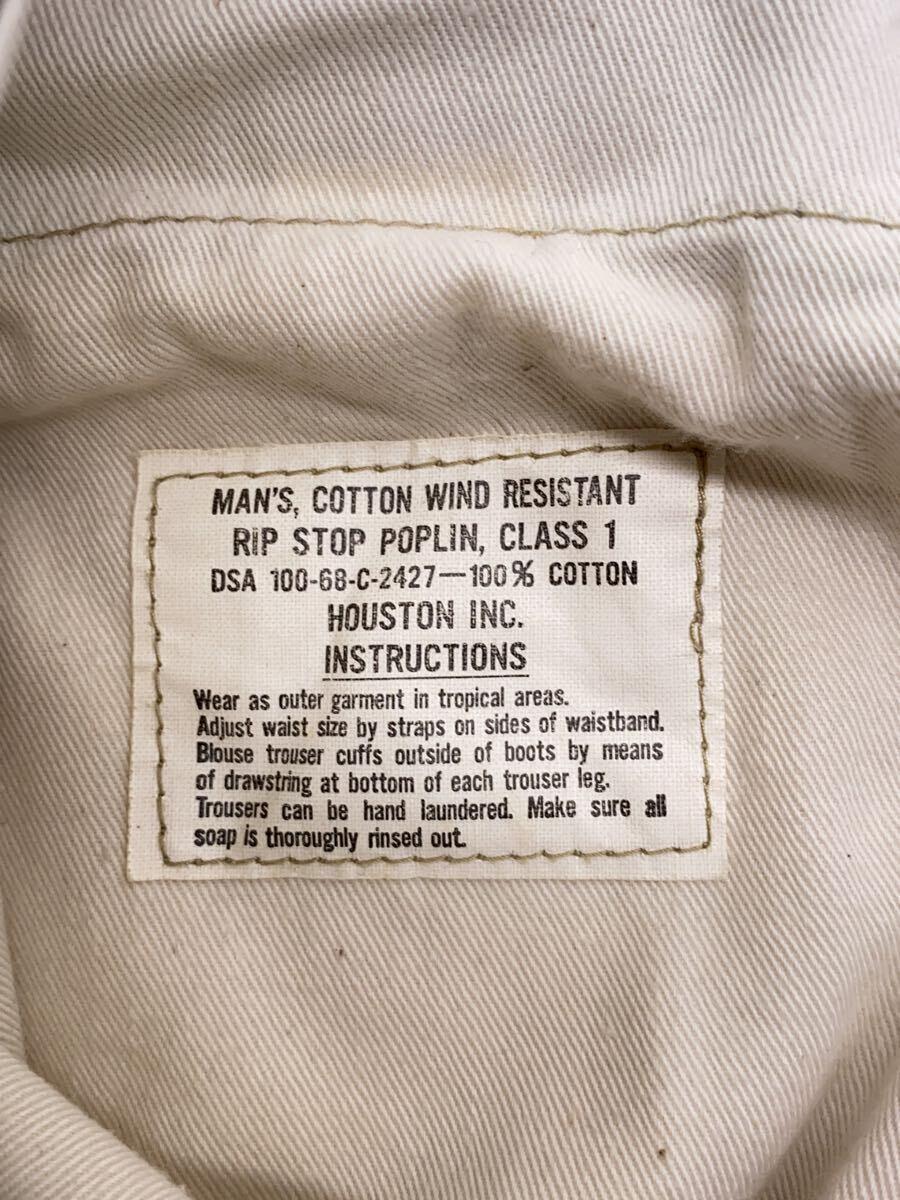 MAN'S, COTTON WIND RESISTANT
RIP STOP POPLIN, CLASS 1
DSA 100-68-C-2427—100% COTTON
HOUSTON INC.
INSTRUCTIONS
Wear as outer garment in tropical areas.
Adjust waist size by straps on sides of waistband.
Blouse trouser cuffs outside of boots by means
of drawstring at bottom of each trouser leg.
Trousers can be hand laundered. Make sure all
soap is thoroughly rinsed out.